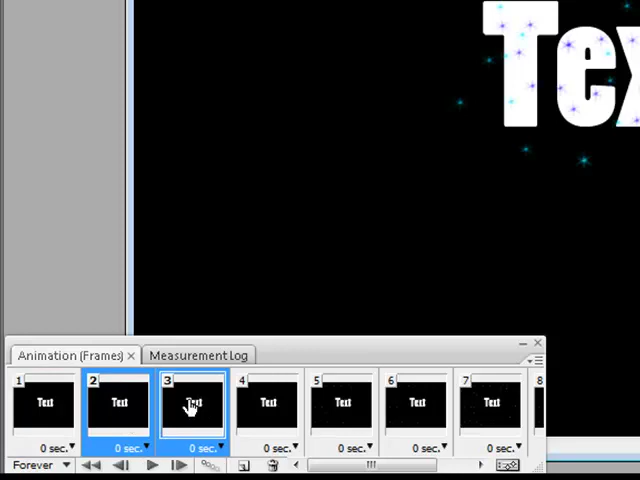 Tex
Animation (Frames) ×
Measurement Log
1 2 3 4 5 6 7 8
Text Text Text Text Text Text Text
0 sec. 0 sec. 0 sec. 0 sec. 0 sec. 0 sec. 0 sec.
Forever